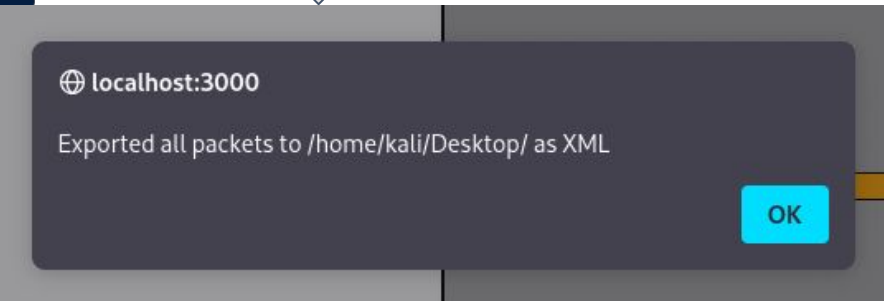 localhost:3000
Exported all packets to /home/kali/Desktop/ as XML
OK